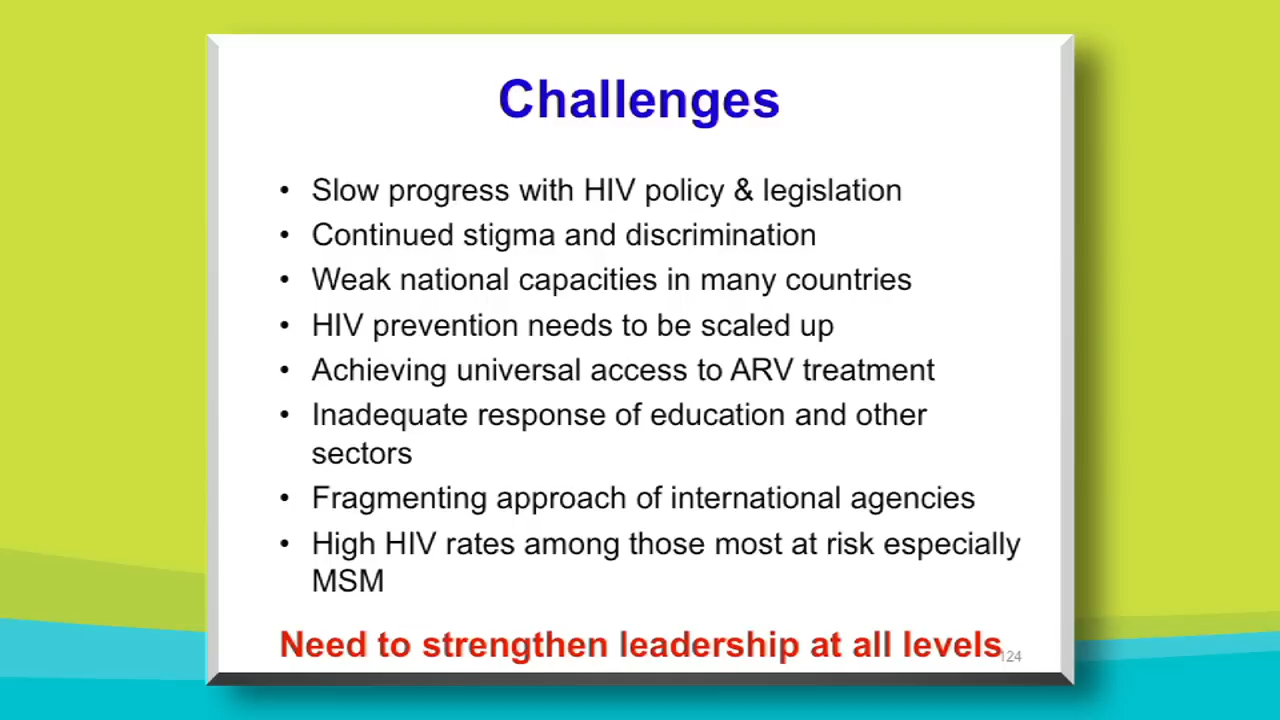 Challenges
• Slow progress with HIV policy & legislation
• Continued stigma and discrimination
• Weak national capacities in many countries
• HIV prevention needs to be scaled up
• Achieving universal access to ARV treatment
• Inadequate response of education and other
sectors
• Fragmenting approach of international agencies
• High HIV rates among those most at risk especially
MSM
Need to strengthen leadership at all levels
124